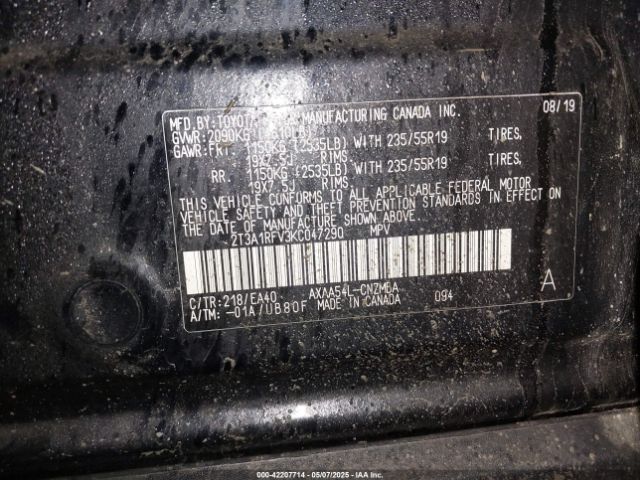 MFD. BY: TOYOTA MANUFACTURING CANADA INC. 08/19
GVWR: 2090KG
GAWR: FRT. 1150KG (2535LB) WITH 235/55R19 TIRES,
19X7.5J RIMS
RR. 1150KG (2535LB) WITH 235/55R19 TIRES,
19X7.5J RIMS
THIS VEHICLE CONFORMS TO ALL APPLICABLE FEDERAL MOTOR
VEHICLE SAFETY AND THEFT PREVENTION STANDARDS IN EFFECT ON
THE DATE OF MANUFACTURE SHOWN ABOVE.
2T3A1RFV3KC047290 MPV
A
C/TR: 218/EA40 AXAA54L-CNZMBA 094
A/TM: -01A/UB80F MADE IN CANADA
000-42207714 - 05/07/2025 - IAAI.COM